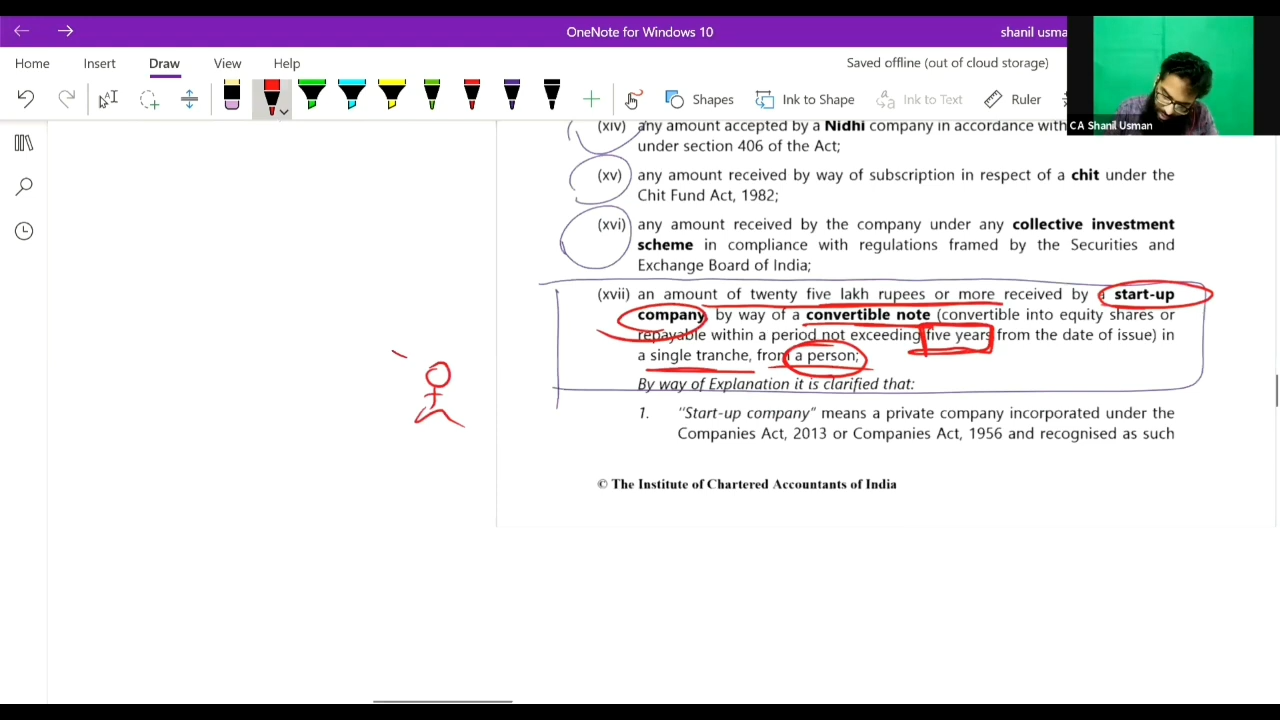 OneNote for Windows 10
shanil usma
Home Insert Draw View Help
Saved offline (out of cloud storage)
Shapes Ink to Shape Ink to Text Ruler
CA Shanil Usman
(xiv) any amount accepted by a Nidhi company in accordance with
under section 406 of the Act;
(xv) any amount received by way of subscription in respect of a chit under the
Chit Fund Act, 1982;
(xvi) any amount received by the company under any collective investment
scheme in compliance with regulations framed by the Securities and
Exchange Board of India;
(xvii) an amount of twenty five lakh rupees or more received by a start-up
company by way of a convertible note (convertible into equity shares or
repayable within a period not exceeding five years from the date of issue) in
a single tranche, from a person;
By way of Explanation it is clarified that:
1. "Start-up company" means a private company incorporated under the
Companies Act, 2013 or Companies Act, 1956 and recognised as such
© The Institute of Chartered Accountants of India